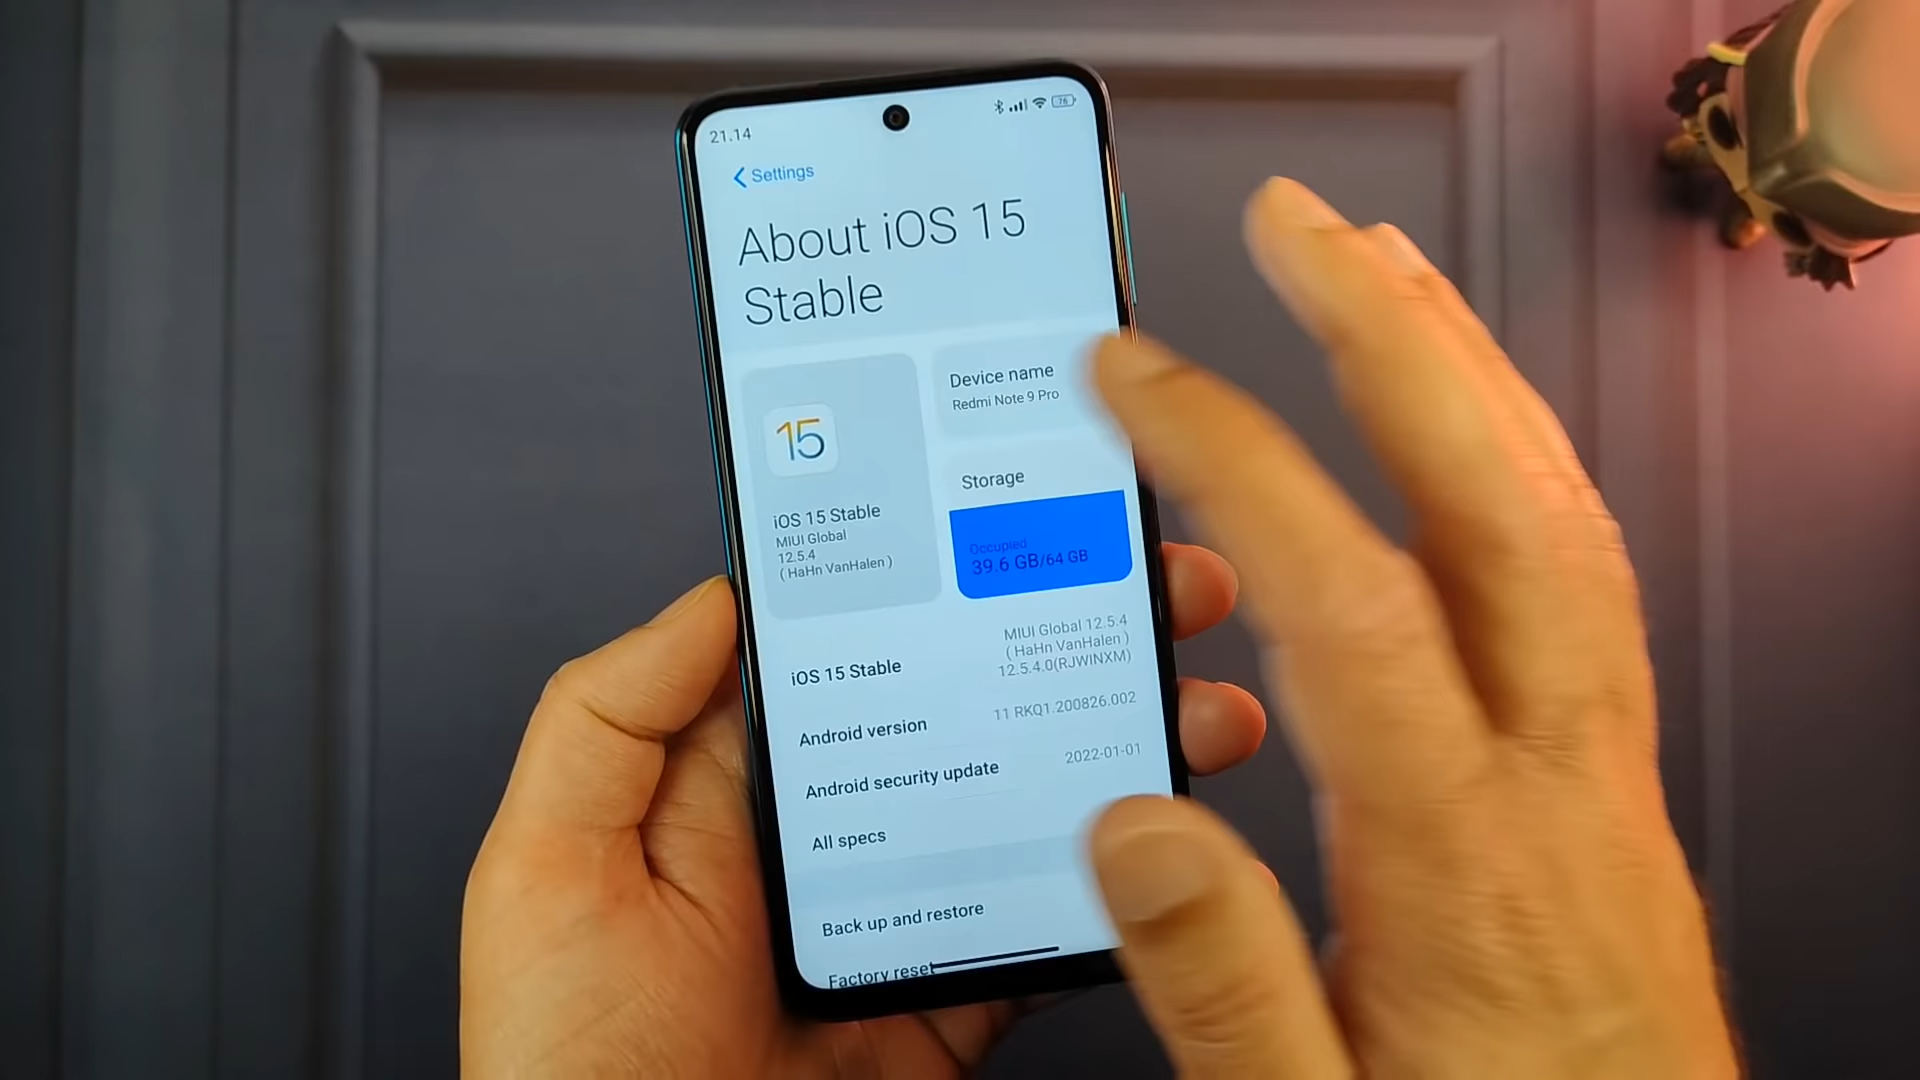 21.14
76
Settings
About iOS 15
Stable
15
iOS 15 Stable
MIUI Global
12.5.4
( HaHn VanHalen )
Device name
Redmi Note 9 Pro
Storage
Occupied
39.6 GB/64 GB
iOS 15 Stable
MIUI Global 12.5.4
( HaHn VanHalen )
12.5.4.0(RJWINXM)
Android version
11 RKQ1.200826.002
Android security update
2022-01-01
All specs
Back up and restore
Factory reset